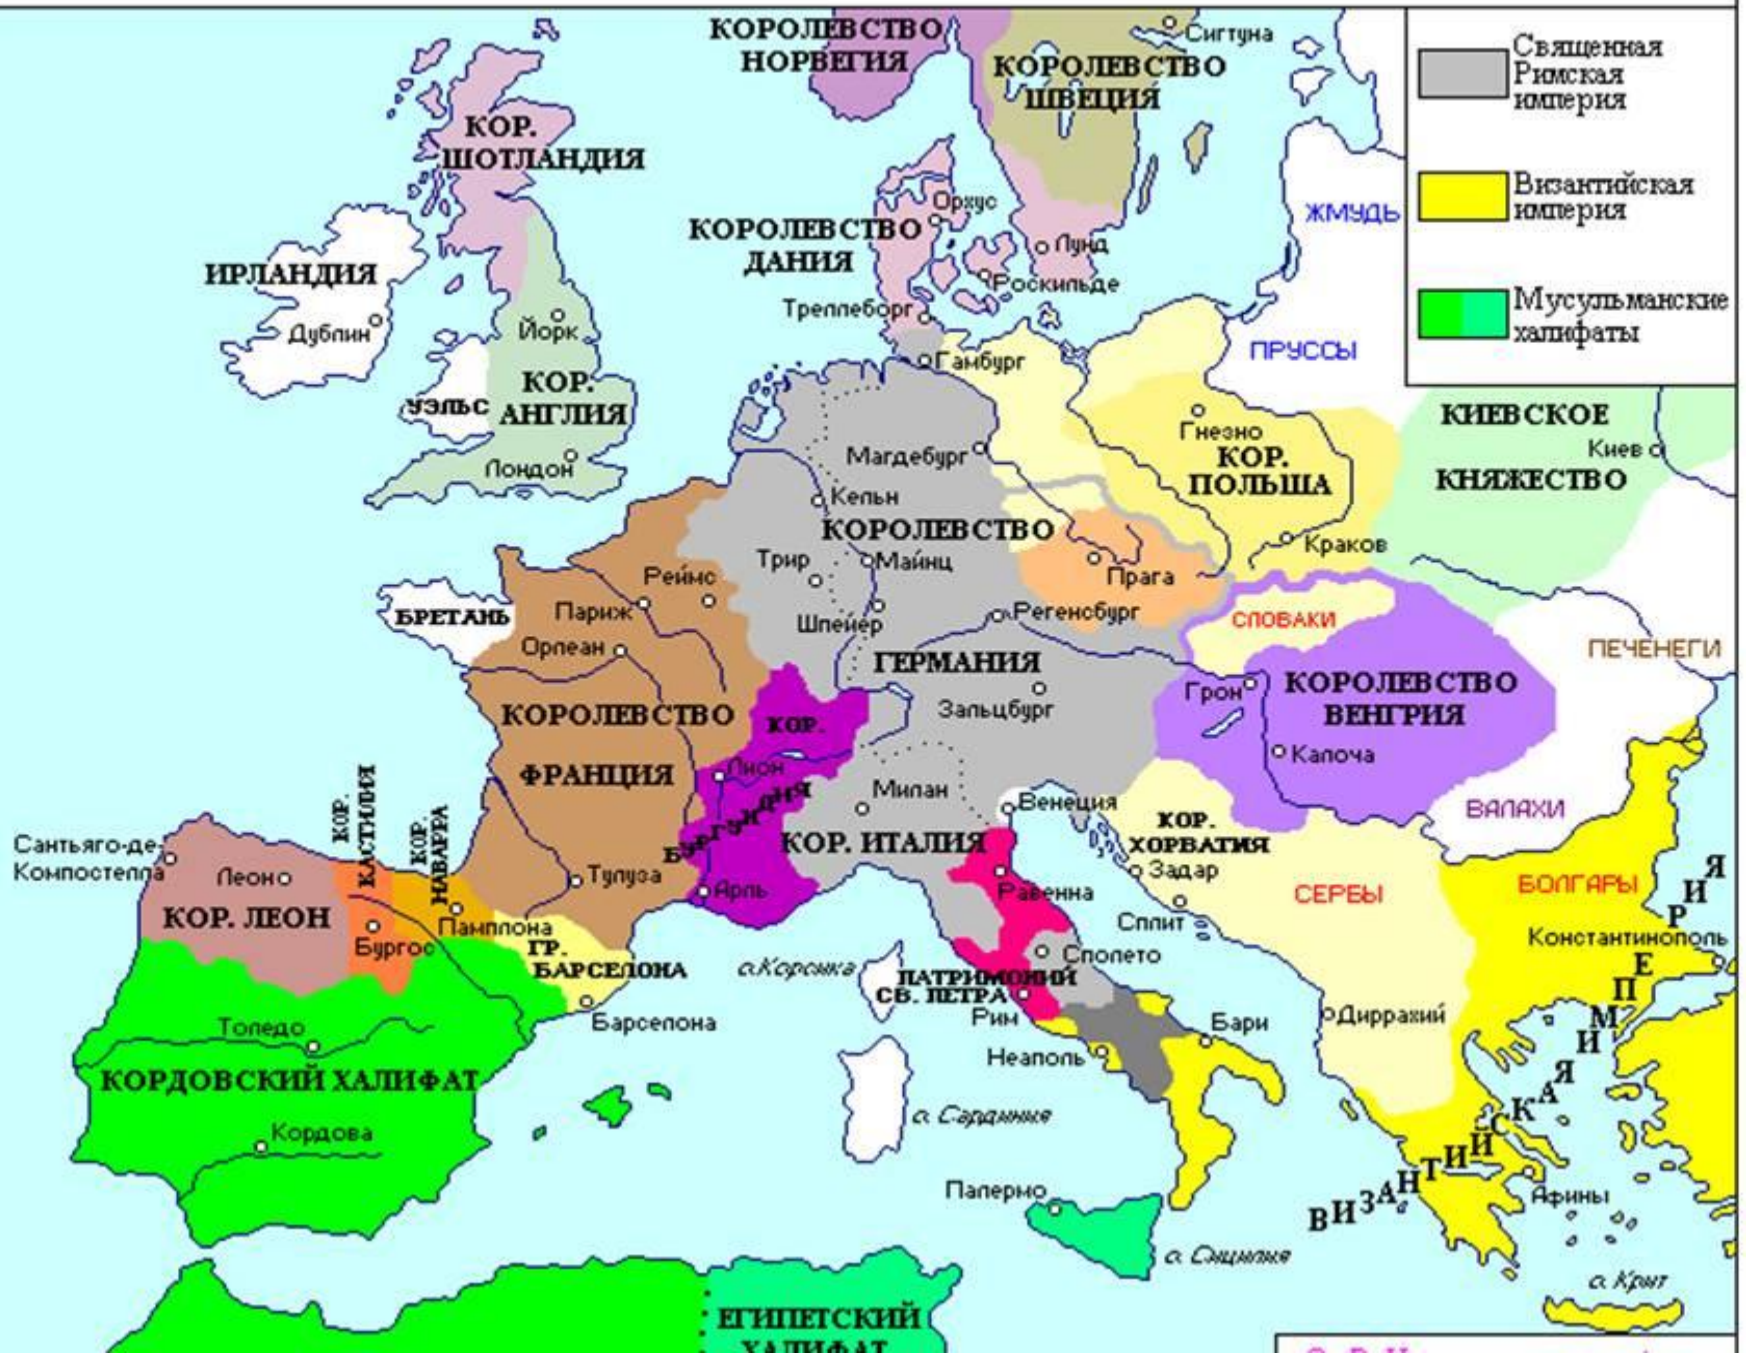 КОРОЛЕВСТВО
НОРВЕГИЯ
КОРОЛЕВСТВО
ШВЕЦИЯ
Сигтуна
Священная
Римская
империя
Византийская
империя
Мусульманские
халифаты
КОР.
ШОТЛАНДИЯ
ИРЛАНДИЯ
Дублин
Йорк
КОР.
АНГЛИЯ
УЭЛЬС
Лондон
КОРОЛЕВСТВО
ДАНИЯ
Орхус
Лунд
Роскильде
Треллеборг
Гамбург
ЖМУДЬ
ПРУССЫ
КИЕВСКОЕ
Киев
КНЯЖЕСТВО
Гнезно
КОР.
ПОЛЬША
Краков
Магдебург
Кельн
КОРОЛЕВСТВО
Трир
Майнц
Прага
Шпейер
Регенсбург
ГЕРМАНИЯ
Зальцбург
Реймс
Париж
БРЕТАНЬ
Орлеан
КОРОЛЕВСТВО
ФРАНЦИЯ
Тулуза
КОР.
БУРГУНДИЯ
Лион
Арль
СЛОВАКИ
ПЕЧЕНЕГИ
Грон
КОРОЛЕВСТВО
ВЕНГРИЯ
Калоча
ВАЛАХИ
Милан
Венеция
КОР. ИТАЛИЯ
Равенна
КОР.
ХОРВАТИЯ
Задар
Сплит
СЕРБЫ
БОЛГАРЫ
Константинополь
Диррахий
Сполето
ПАТРИМОНИЙ
СВ. ПЕТРА
Рим
Неаполь
Бари
о.Корсика
о. Сардиния
Палермо
о. Сицилия
ВИЗАНТИЙСКАЯ ИМПЕРИЯ
Афины
о. Крит
Сантьяго-де-
Компостелла
Леон
КОР. ЛЕОН
КОР.
КАСТИЛИЯ
Бургос
КОР.
НАВАРРА
Памплона
ГР.
БАРСЕЛОНА
Барселона
Толедо
КОРДОВСКИЙ ХАЛИФАТ
Кордова
ЕГИПЕТСКИЙ
ХАЛИФАТ